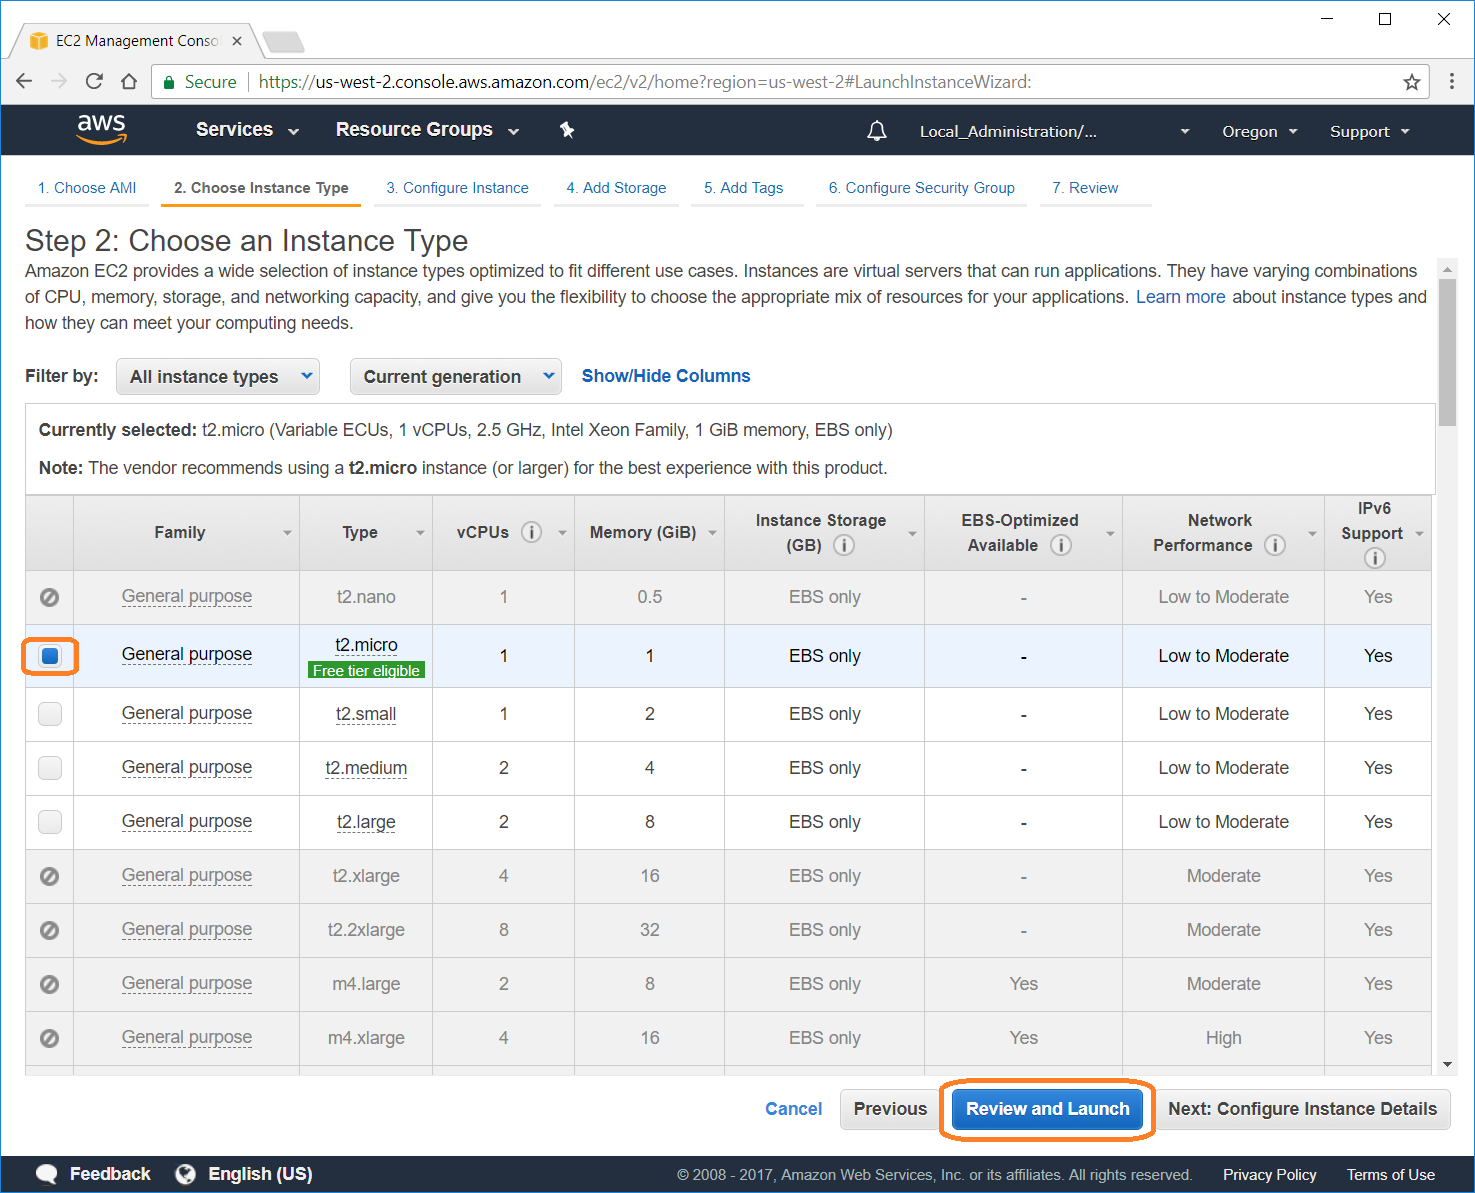 EC2 Management Conso
Secure https://us-west-2.console.aws.amazon.com/ec2/v2/home?region=us-west-2#LaunchInstanceWizard:
aws Services Resource Groups Local_Administration/... Oregon Support
1. Choose AMI 2. Choose Instance Type 3. Configure Instance 4. Add Storage 5. Add Tags 6. Configure Security Group 7. Review
Step 2: Choose an Instance Type
Amazon EC2 provides a wide selection of instance types optimized to fit different use cases. Instances are virtual servers that can run applications. They have varying combinations
of CPU, memory, storage, and networking capacity, and give you the flexibility to choose the appropriate mix of resources for your applications. Learn more about instance types and
how they can meet your computing needs.
Filter by: All instance types Current generation Show/Hide Columns
Currently selected: t2.micro (Variable ECUs, 1 vCPUs, 2.5 GHz, Intel Xeon Family, 1 GiB memory, EBS only)
Note: The vendor recommends using a t2.micro instance (or larger) for the best experience with this product.
Family Type vCPUs Memory (GiB) Instance Storage (GB) EBS-Optimized Available Network Performance IPv6 Support
General purpose t2.nano 1 0.5 EBS only - Low to Moderate Yes
General purpose t2.micro Free tier eligible 1 1 EBS only - Low to Moderate Yes
General purpose t2.small 1 2 EBS only - Low to Moderate Yes
General purpose t2.medium 2 4 EBS only - Low to Moderate Yes
General purpose t2.large 2 8 EBS only - Low to Moderate Yes
General purpose t2.xlarge 4 16 EBS only - Moderate Yes
General purpose t2.2xlarge 8 32 EBS only - Moderate Yes
General purpose m4.large 2 8 EBS only Yes Moderate Yes
General purpose m4.xlarge 4 16 EBS only Yes High Yes
Cancel Previous Review and Launch Next: Configure Instance Details
Feedback English (US) © 2008 - 2017, Amazon Web Services, Inc. or its affiliates. All rights reserved. Privacy Policy Terms of Use